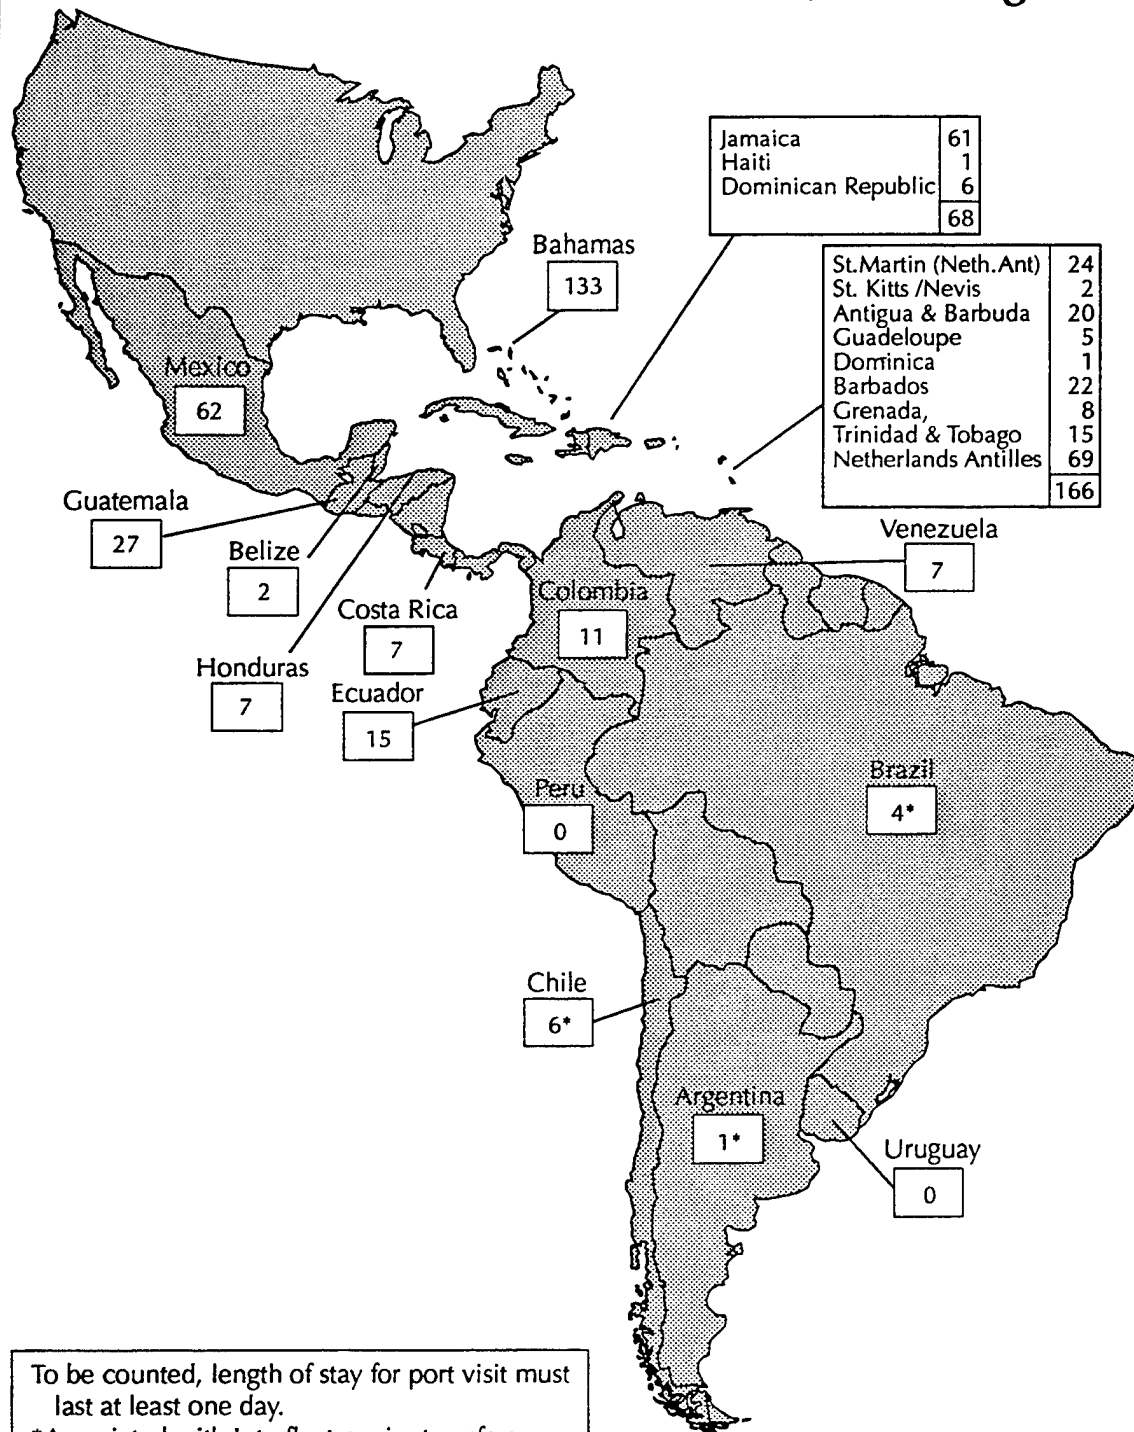 Jamaica 61
Haiti 1
Dominican Republic 6
68
Bahamas
133
St.Martin (Neth.Ant) 24
St. Kitts /Nevis 2
Antigua & Barbuda 20
Guadeloupe 5
Dominica 1
Barbados 22
Grenada, 8
Trinidad & Tobago 15
Netherlands Antilles 69
166
Mexico
62
Guatemala
27
Belize
2
Venezuela
7
Colombia
11
Costa Rica
7
Honduras
7
Ecuador
15
Brazil
4*
Peru
0
Chile
6*
Argentina
1*
Uruguay
0
To be counted, length of stay for port visit must
last at least one day.